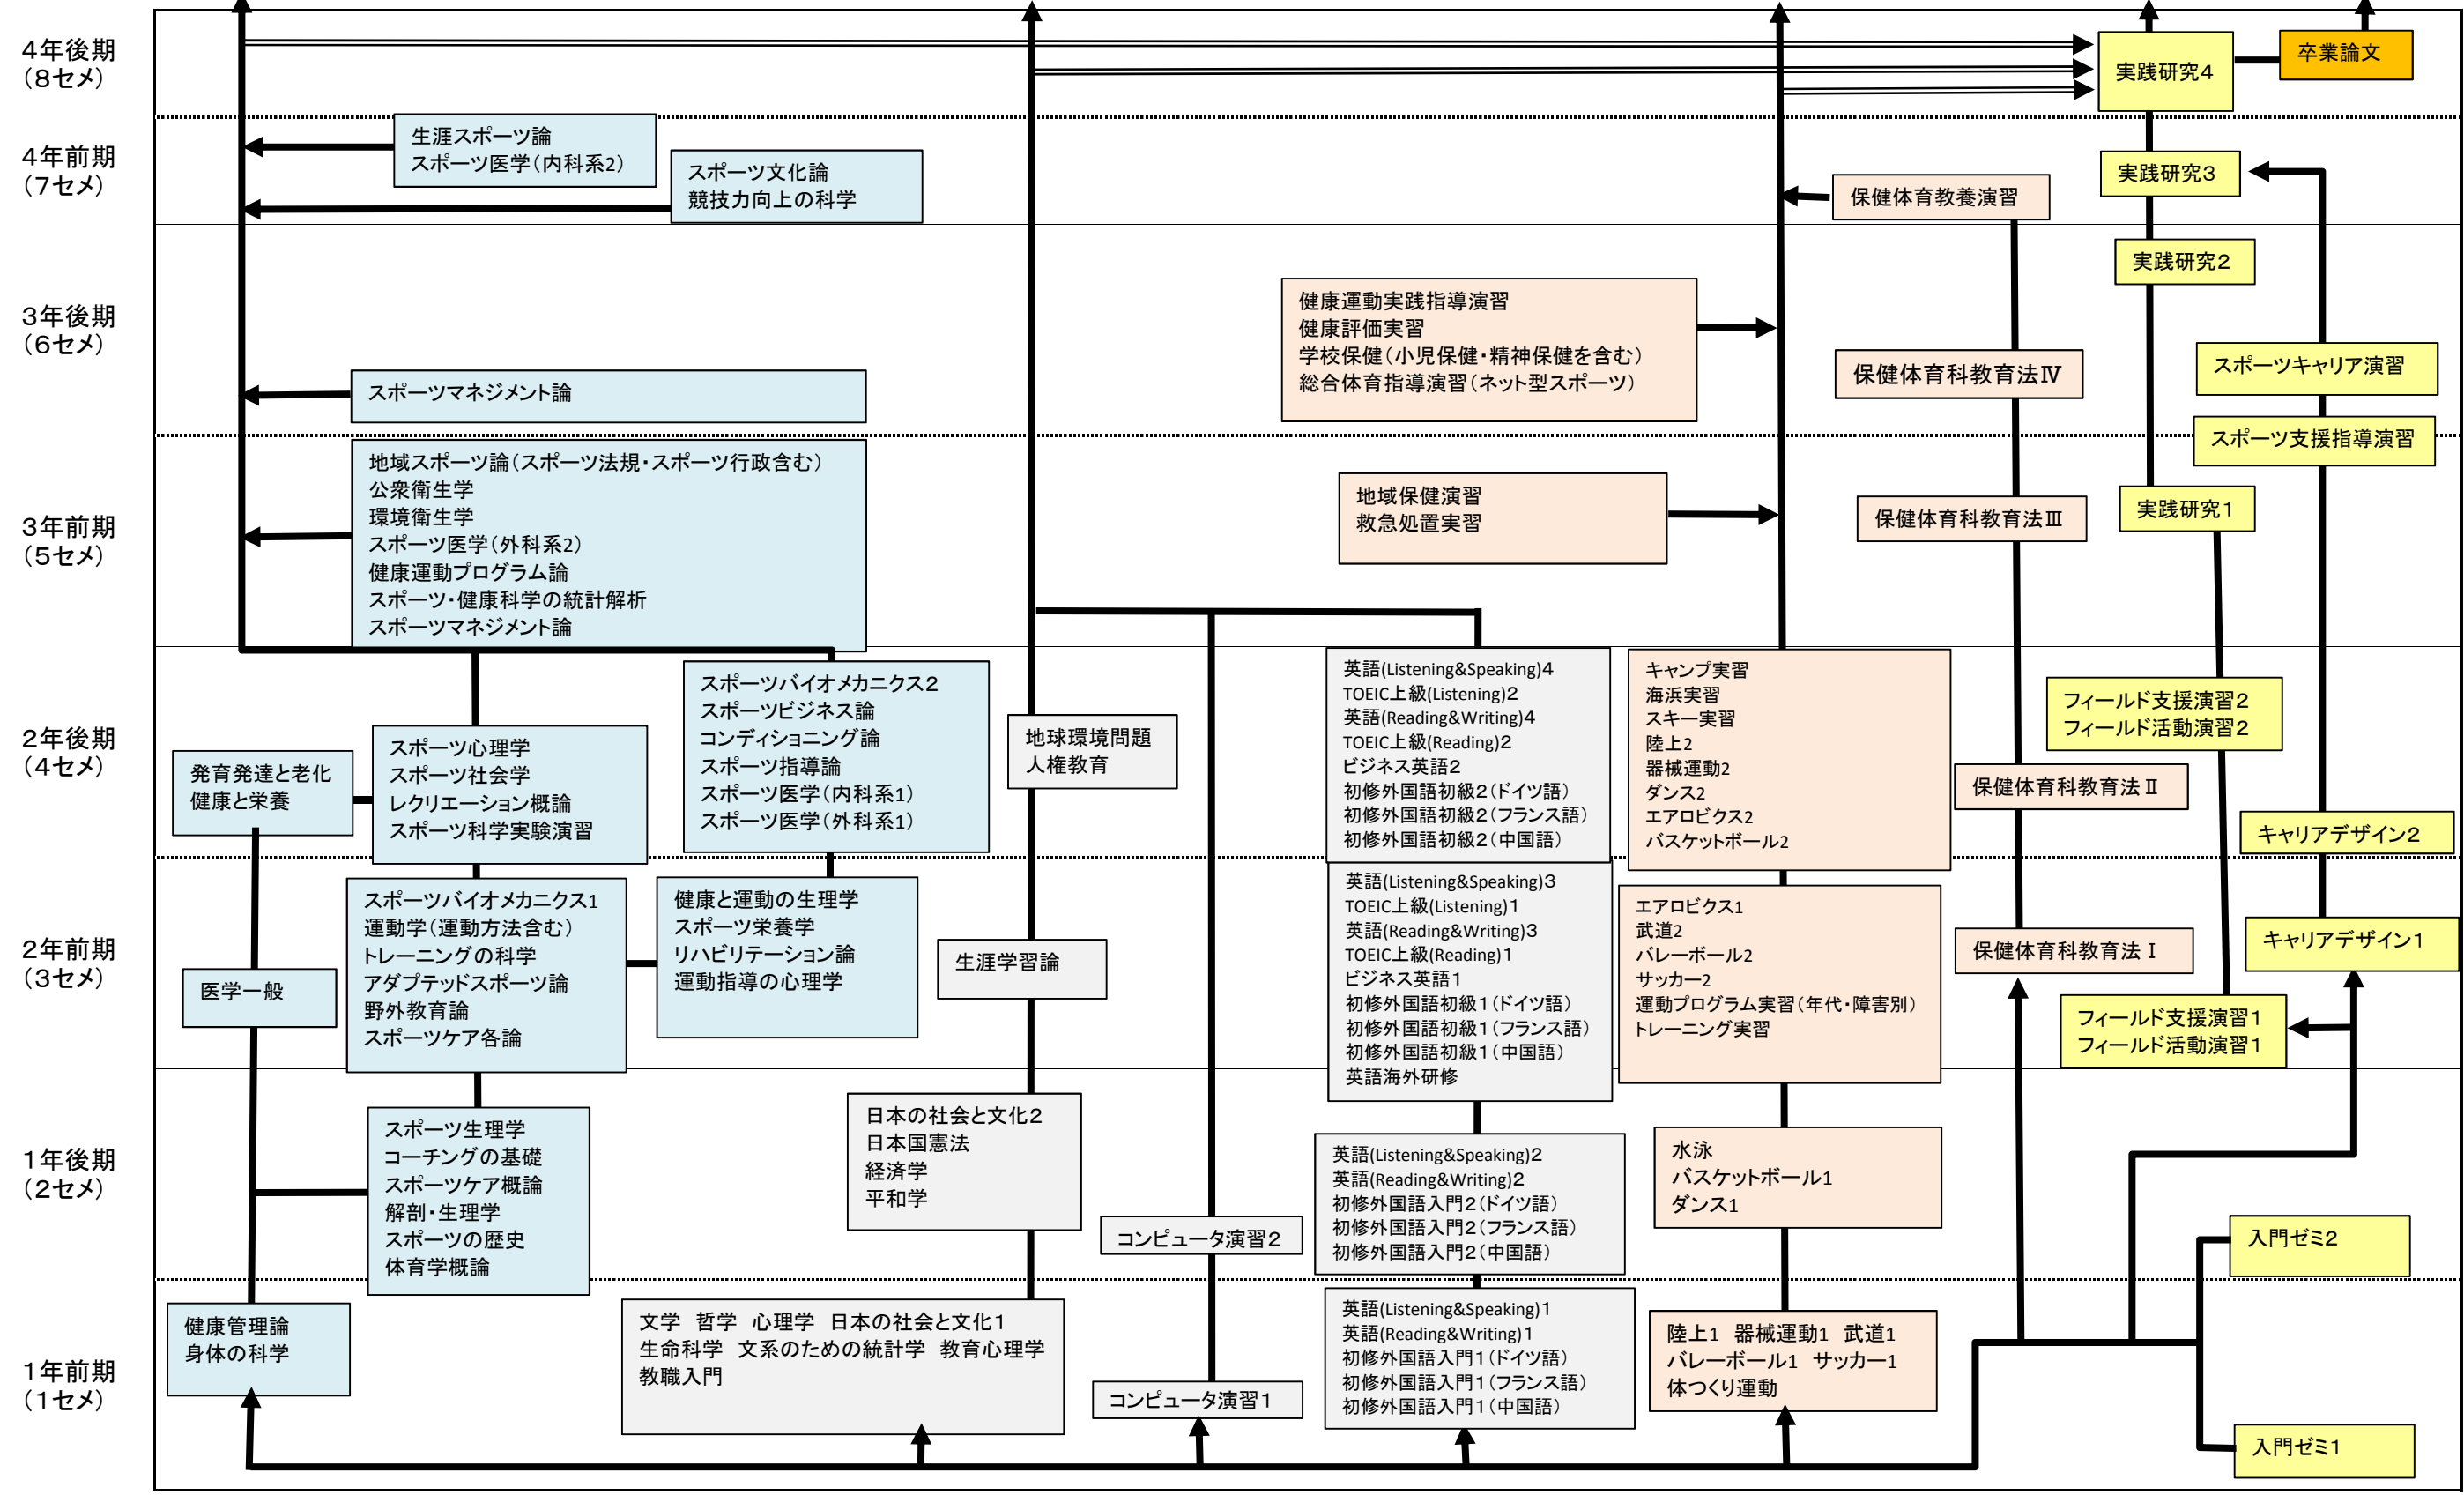 4年後期
(8セメ)
実践研究4
卒業論文
4年前期
(7セメ)
生涯スポーツ論
スポーツ医学(内科系2)
スポーツ文化論
競技力向上の科学
保健体育教養演習
実践研究3
3年後期
(6セメ)
実践研究2
健康運動実践指導演習
健康評価実習
学校保健(小児保健・精神保健を含む)
総合体育指導演習(ネット型スポーツ)
スポーツマネジメント論
保健体育科教育法Ⅳ
スポーツキャリア演習
スポーツ支援指導演習
3年前期
(5セメ)
地域スポーツ論(スポーツ法規・スポーツ行政含む)
公衆衛生学
環境衛生学
スポーツ医学(外科系2)
健康運動プログラム論
スポーツ・健康科学の統計解析
スポーツマネジメント論
地域保健演習
救急処置実習
保健体育科教育法Ⅲ
実践研究1
2年後期
(4セメ)
発育発達と老化
健康と栄養
スポーツ心理学
スポーツ社会学
レクリエーション概論
スポーツ科学実験演習
スポーツバイオメカニクス2
スポーツビジネス論
コンディショニング論
スポーツ指導論
スポーツ医学(内科系1)
スポーツ医学(外科系1)
地球環境問題
人権教育
英語(Listening&Speaking)4
TOEIC上級(Listening)2
英語(Reading&Writing)4
TOEIC上級(Reading)2
ビジネス英語2
初修外国語初級2(ドイツ語)
初修外国語初級2(フランス語)
初修外国語初級2(中国語)
キャンプ実習
海浜実習
スキー実習
陸上2
器械運動2
ダンス2
エアロビクス2
バスケットボール2
保健体育科教育法Ⅱ
フィールド支援演習2
フィールド活動演習2
キャリアデザイン2
2年前期
(3セメ)
医学一般
スポーツバイオメカニクス1
運動学(運動方法含む)
トレーニングの科学
アダプテッドスポーツ論
野外教育論
スポーツケア各論
健康と運動の生理学
スポーツ栄養学
リハビリテーション論
運動指導の心理学
生涯学習論
英語(Listening&Speaking)3
TOEIC上級(Listening)1
英語(Reading&Writing)3
TOEIC上級(Reading)1
ビジネス英語1
初修外国語初級1(ドイツ語)
初修外国語初級1(フランス語)
初修外国語初級1(中国語)
英語海外研修
エアロビクス1
武道2
バレーボール2
サッカー2
運動プログラム実習(年代・障害別)
トレーニング実習
保健体育科教育法Ⅰ
キャリアデザイン1
フィールド支援演習1
フィールド活動演習1
1年後期
(2セメ)
スポーツ生理学
コーチングの基礎
スポーツケア概論
解剖・生理学
スポーツの歴史
体育学概論
日本の社会と文化2
日本国憲法
経済学
平和学
コンピュータ演習2
英語(Listening&Speaking)2
英語(Reading&Writing)2
初修外国語入門2(ドイツ語)
初修外国語入門2(フランス語)
初修外国語入門2(中国語)
水泳
バスケットボール1
ダンス1
入門ゼミ2
1年前期
(1セメ)
健康管理論
身体の科学
文学 哲学 心理学 日本の社会と文化1
生命科学 文系のための統計学 教育心理学
教職入門
コンピュータ演習1
英語(Listening&Speaking)1
英語(Reading&Writing)1
初修外国語入門1(ドイツ語)
初修外国語入門1(フランス語)
初修外国語入門1(中国語)
陸上1 器械運動1 武道1
バレーボール1 サッカー1
体つくり運動
入門ゼミ1